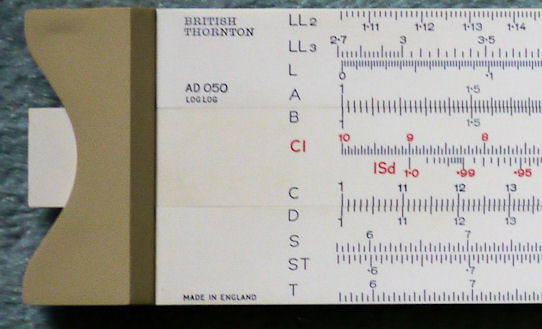 BRITISH
THORNTON
AD 050
LOG LOG
LL2 1·11 1·12 1·13 1·14
LL3 2·7 3 3·5
L 0 ·1
A 1 1·5
B 1 1·5
CI 10 9 8
ISd 1·0 ·99 ·95
C 1 11 12 13
D 1 11 12 13
S 6 7
ST ·6 ·7
T 6 7
MADE IN ENGLAND